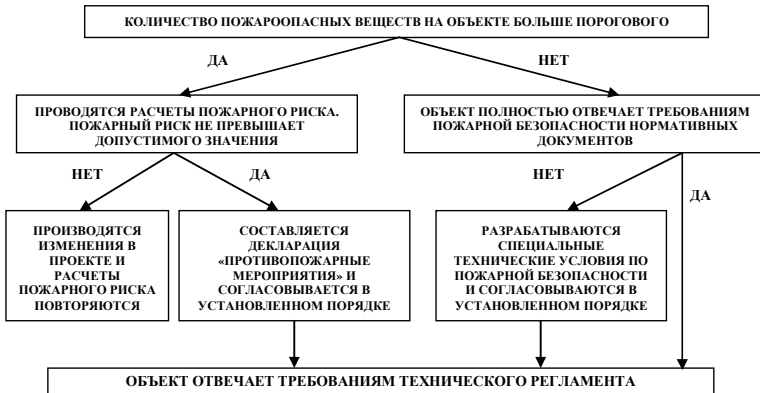 КОЛИЧЕСТВО ПОЖАРООПАСНЫХ ВЕЩЕСТВ НА ОБЪЕКТЕ БОЛЬШЕ ПОРОГОВОГО
ДА
НЕТ
ПРОВОДЯТСЯ РАСЧЕТЫ ПОЖАРНОГО РИСКА.
ПОЖАРНЫЙ РИСК НЕ ПРЕВЫШАЕТ
ДОПУСТИМОГО ЗНАЧЕНИЯ
ОБЪЕКТ ПОЛНОСТЬЮ ОТВЕЧАЕТ ТРЕБОВАНИЯМ
ПОЖАРНОЙ БЕЗОПАСНОСТИ НОРМАТИВНЫХ
ДОКУМЕНТОВ
НЕТ
ДА
НЕТ
ДА
ПРОИЗВОДЯТСЯ
ИЗМЕНЕНИЯ В
ПРОЕКТЕ И
РАСЧЕТЫ
ПОЖАРНОГО РИСКА
ПОВТОРЯЮТСЯ
СОСТАВЛЯЕТСЯ
ДЕКЛАРАЦИЯ
«ПРОТИВОПОЖАРНЫЕ
МЕРОПРИЯТИЯ» И
СОГЛАСОВЫВАЕТСЯ В
УСТАНОВЛЕННОМ ПОРЯДКЕ
РАЗРАБАТЫВАЮТСЯ
СПЕЦИАЛЬНЫЕ
ТЕХНИЧЕСКИЕ УСЛОВИЯ ПО
ПОЖАРНОЙ БЕЗОПАСНОСТИ
И СОГЛАСОВЫВАЮТСЯ В
УСТАНОВЛЕННОМ ПОРЯДКЕ
ОБЪЕКТ ОТВЕЧАЕТ ТРЕБОВАНИЯМ ТЕХНИЧЕСКОГО РЕГЛАМЕНТА